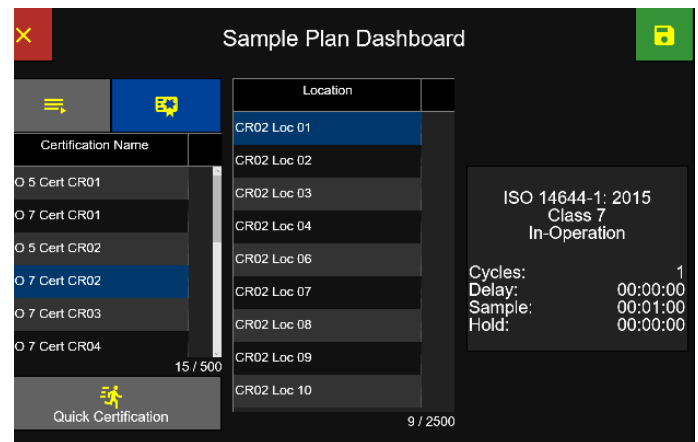 Sample Plan Dashboard
Certification Name
O 5 Cert CR01
O 7 Cert CR01
O 5 Cert CR02
O 7 Cert CR02
O 7 Cert CR03
O 7 Cert CR04
15 / 500
Quick Certification
Location
CR02 Loc 01
CR02 Loc 02
CR02 Loc 03
CR02 Loc 04
CR02 Loc 06
CR02 Loc 07
CR02 Loc 08
CR02 Loc 09
CR02 Loc 10
9 / 2500
ISO 14644-1: 2015
Class 7
In-Operation
Cycles: 1
Delay: 00:00:00
Sample: 00:01:00
Hold: 00:00:00